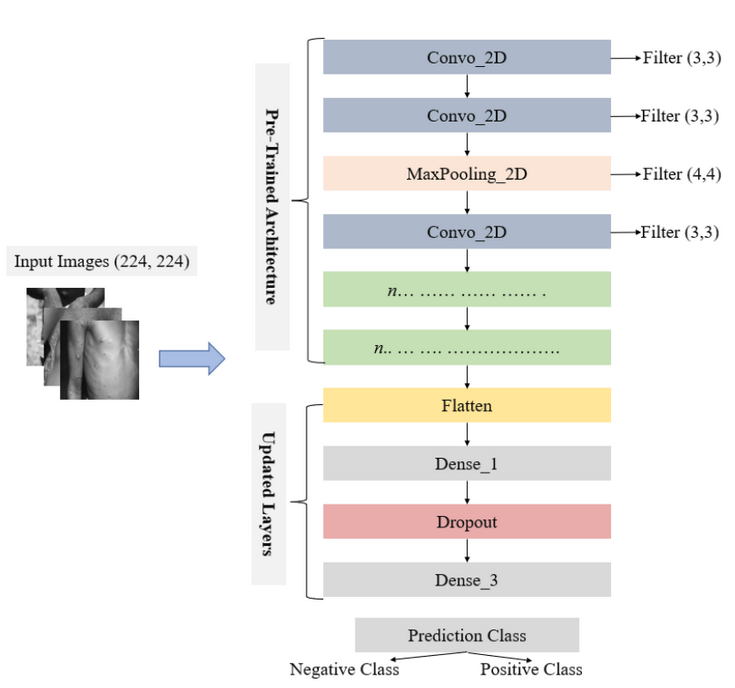 Input Images (224, 224)
Pre-Trained Architecture
Convo_2D
Filter (3,3)
Convo_2D
Filter (3,3)
MaxPooling_2D
Filter (4,4)
Convo_2D
Filter (3,3)
n… …… …… …… .
n.. … …. ………………….
Updated Layers
Flatten
Dense_1
Dropout
Dense_3
Prediction Class
Negative Class
Positive Class